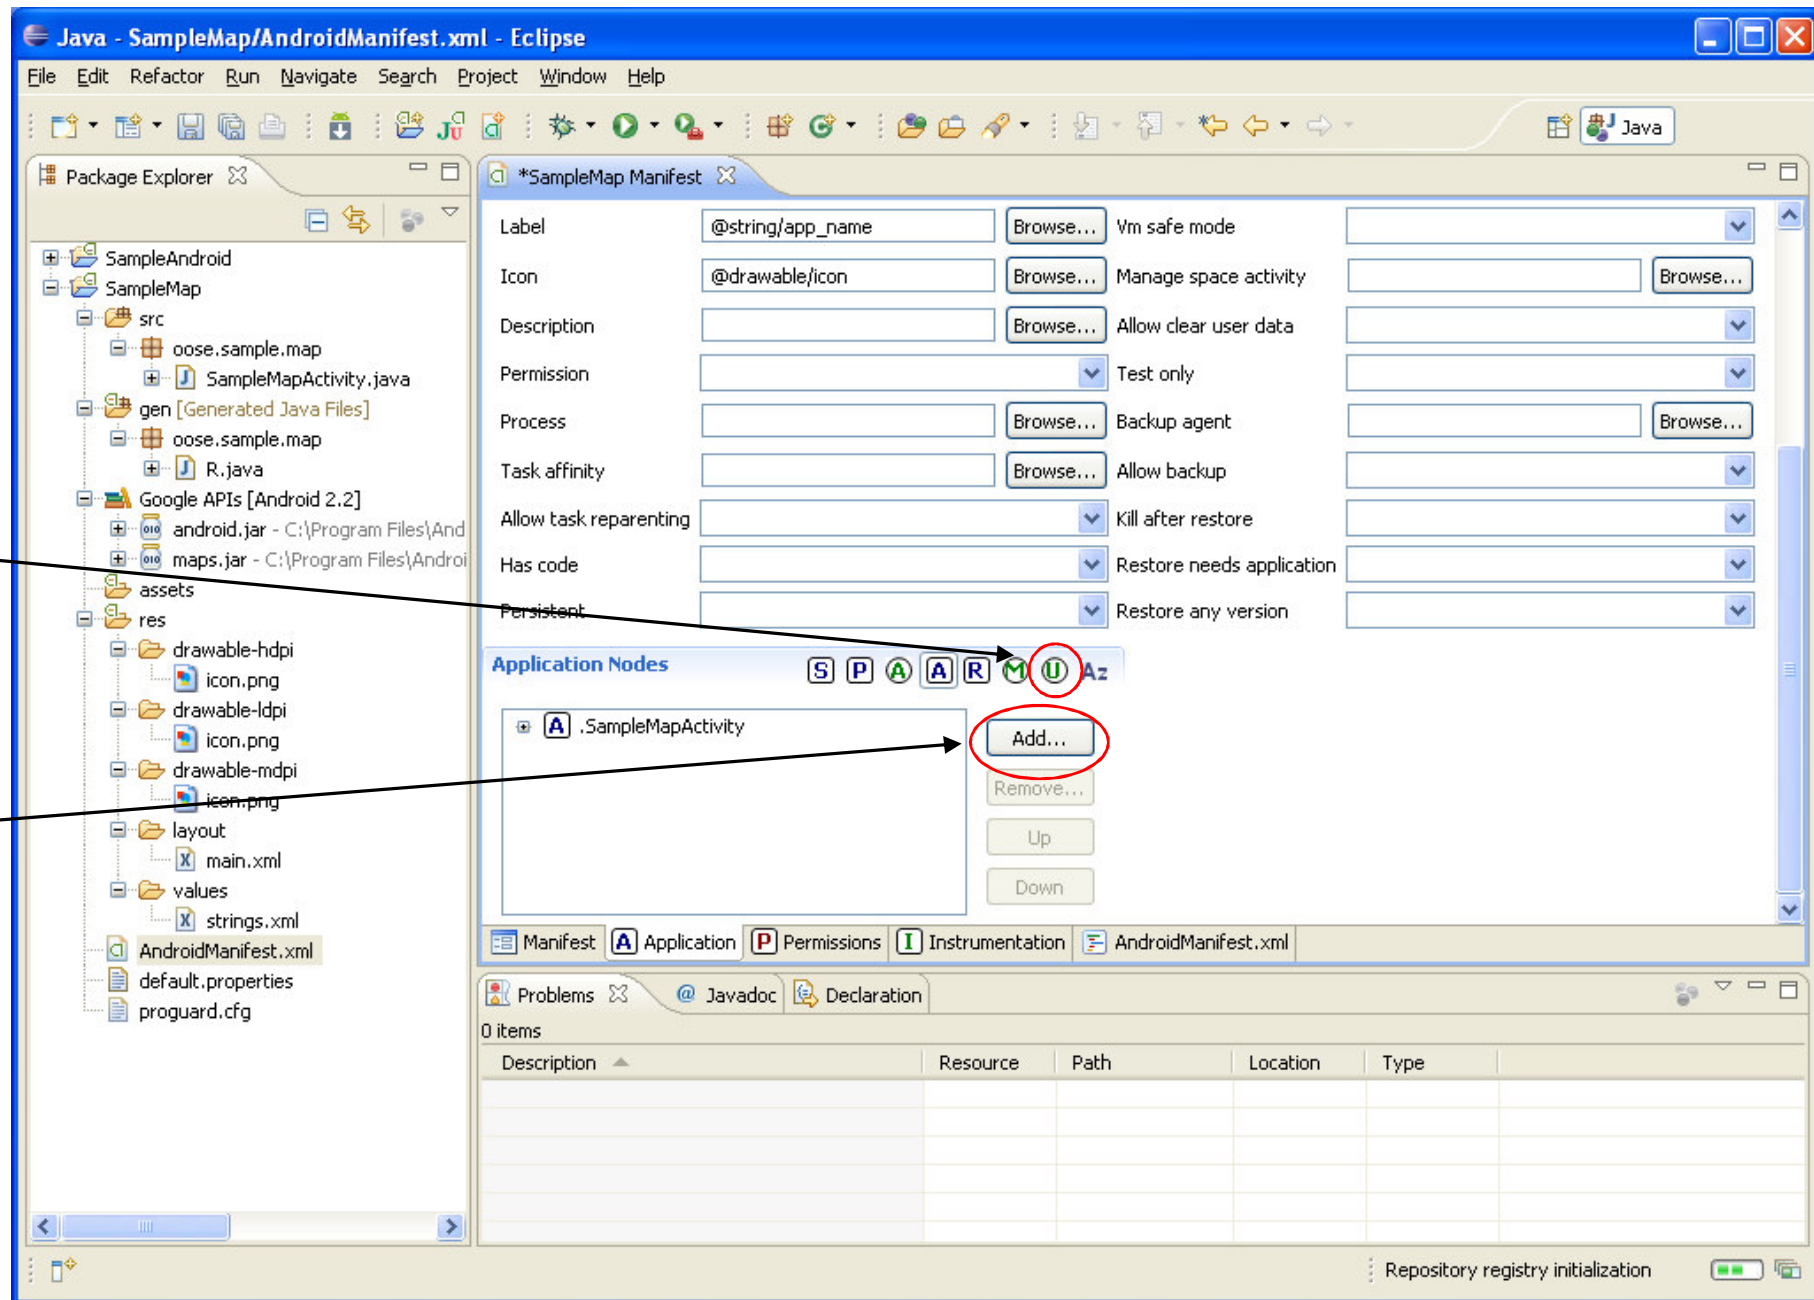 Java - SampleMap/AndroidManifest.xml - Eclipse
File Edit Refactor Run Navigate Search Project Window Help
Java
Package Explorer
*SampleMap Manifest
SampleAndroid
SampleMap
src
oose.sample.map
J SampleMapActivity.java
gen [Generated Java Files]
oose.sample.map
J R.java
Google APIs [Android 2.2]
android.jar - C:\Program Files\And
maps.jar - C:\Program Files\Androi
assets
res
drawable-hdpi
icon.png
drawable-ldpi
icon.png
drawable-mdpi
icon.png
layout
X main.xml
values
X strings.xml
AndroidManifest.xml
default.properties
proguard.cfg
Label @string/app_name Browse... Vm safe mode
Icon @drawable/icon Browse... Manage space activity Browse...
Description Browse... Allow clear user data
Permission Test only
Process Browse... Backup agent Browse...
Task affinity Browse... Allow backup
Allow task reparenting Kill after restore
Has code Restore needs application
Persistent Restore any version
Application Nodes S P A A R M U Az
A .SampleMapActivity
Add...
Remove...
Up
Down
Manifest A Application P Permissions I Instrumentation AndroidManifest.xml
Problems @ Javadoc Declaration
0 items
Description Resource Path Location Type
Repository registry initialization